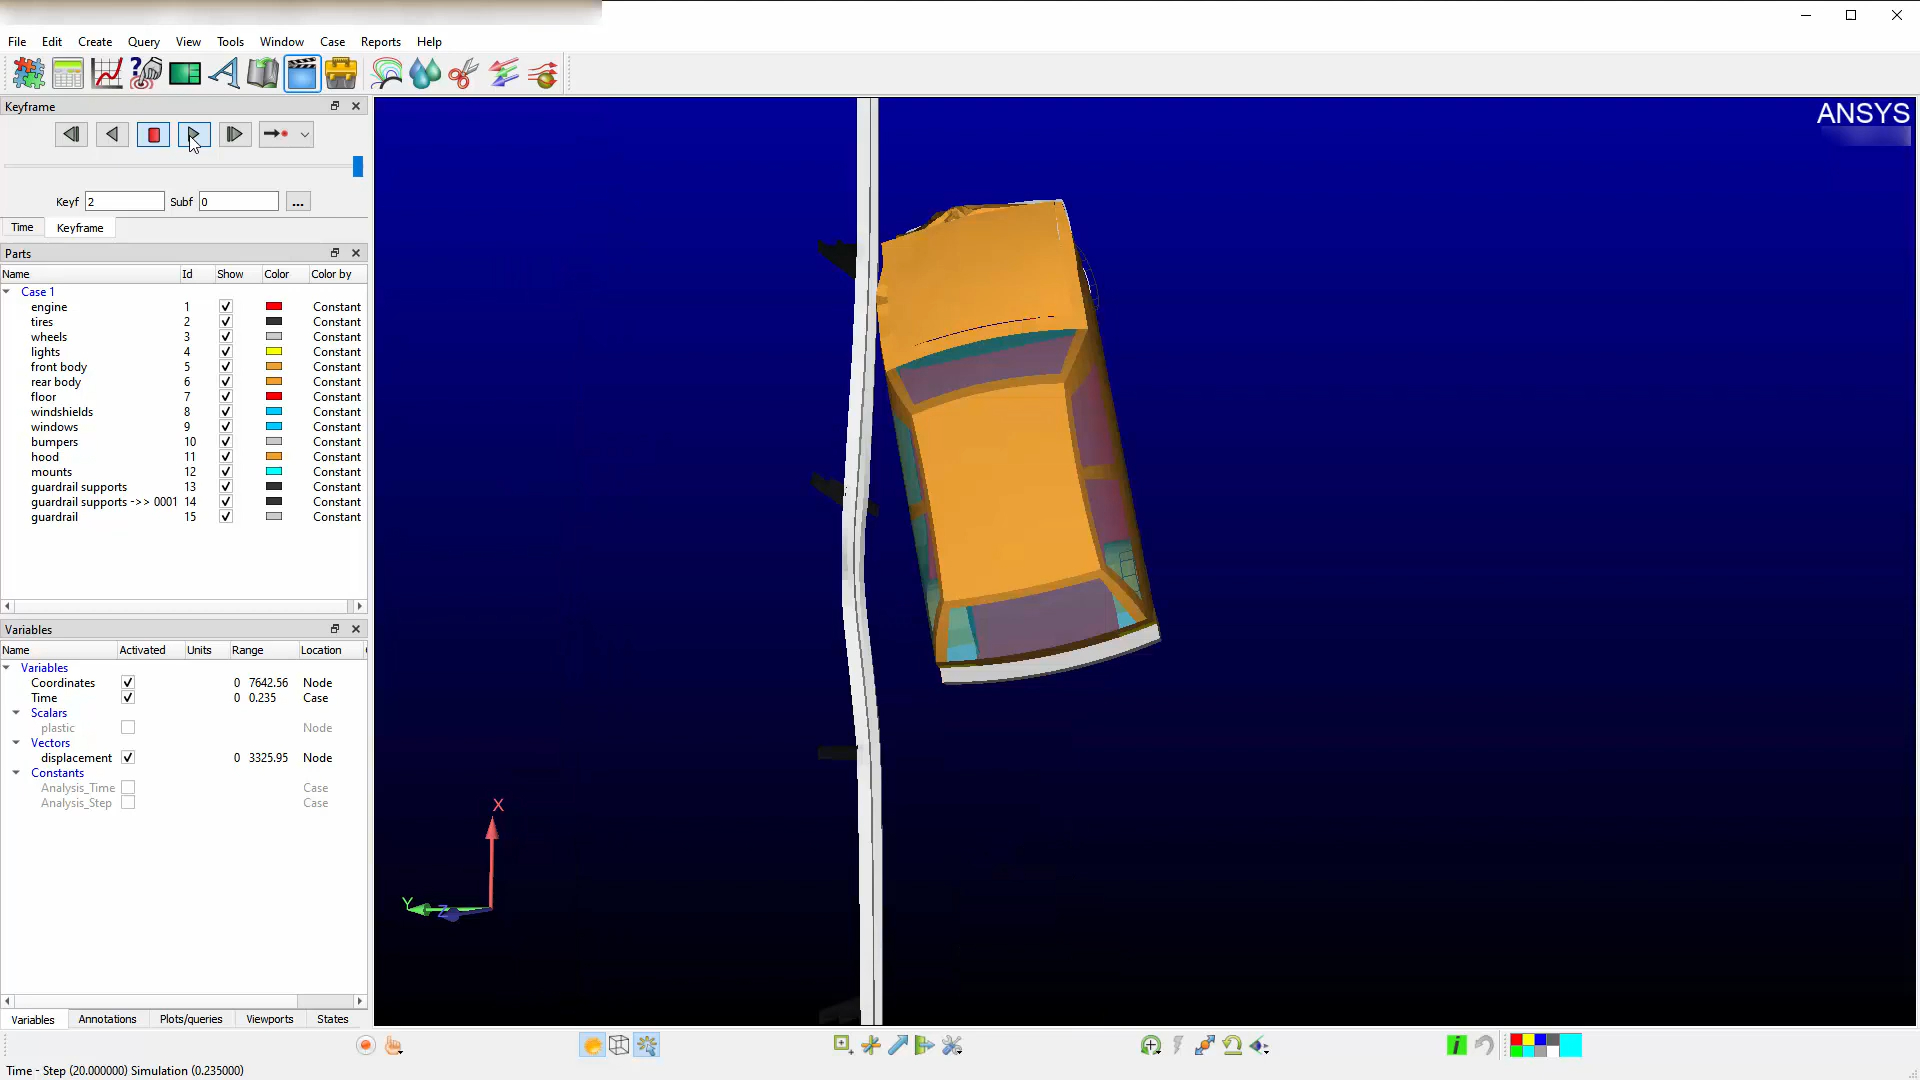 File Edit Create Query View Tools Window Case Reports Help
Keyframe
Keyf 2 Subf 0 ...
Time Keyframe
Parts
Name Id Show Color Color by
Case 1
engine 1 Constant
tires 2 Constant
wheels 3 Constant
lights 4 Constant
front body 5 Constant
rear body 6 Constant
floor 7 Constant
windshields 8 Constant
windows 9 Constant
bumpers 10 Constant
hood 11 Constant
mounts 12 Constant
guardrail supports 13 Constant
guardrail supports ->> 0001 14 Constant
guardrail 15 Constant
Variables
Name Activated Units Range Location
Variables
Coordinates 0 7642.56 Node
Time 0 0.235 Case
Scalars
plastic Node
Vectors
displacement 0 3325.95 Node
Constants
Analysis_Time Case
Analysis_Step Case
Variables Annotations Plots/queries Viewports States
Time - Step (20.000000) Simulation (0.235000)
ANSYS
X
Y
Z